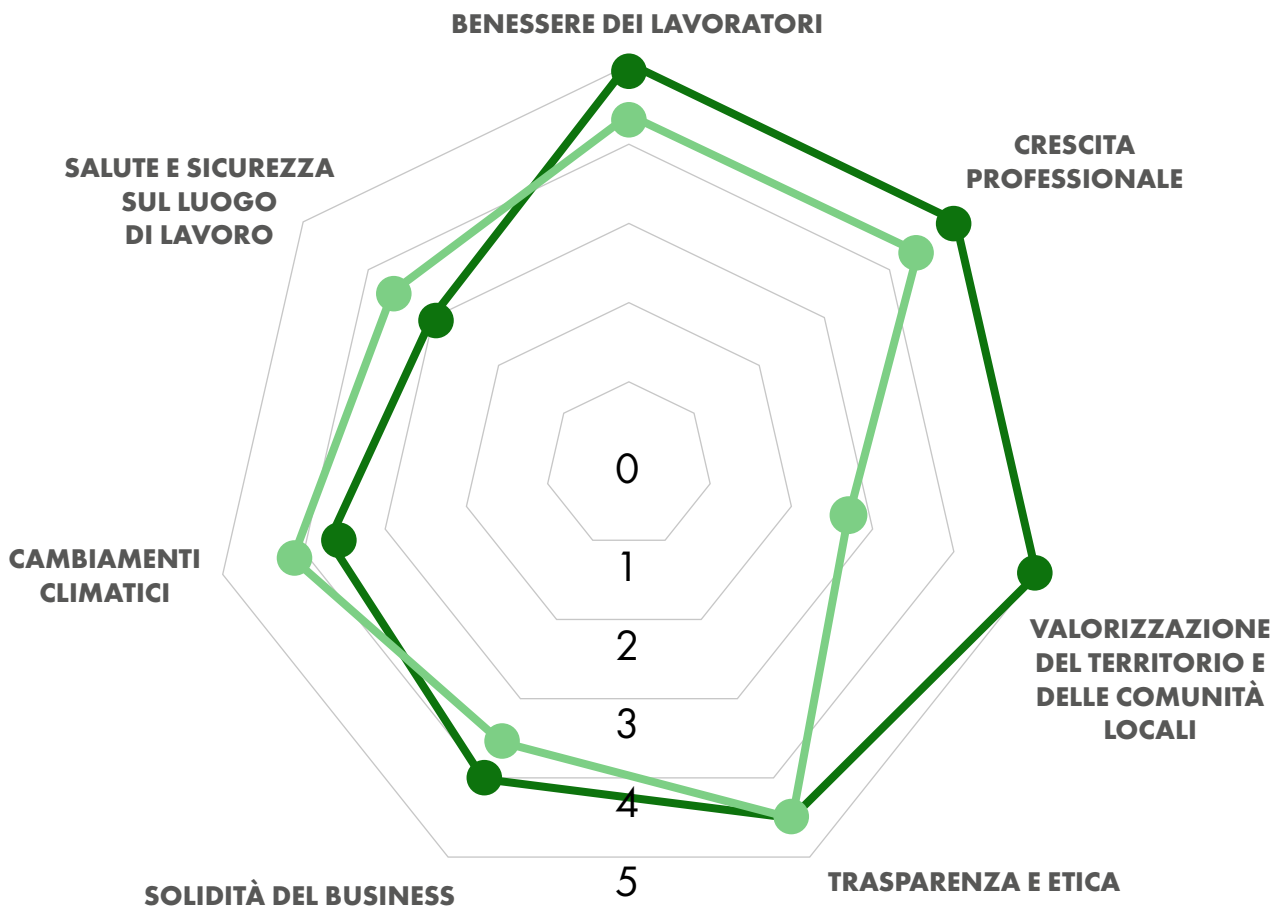 BENESSERE DEI LAVORATORI
CRESCITA
PROFESSIONALE
SALUTE E SICUREZZA
SUL LUOGO
DI LAVORO
0
1
2
3
4
5
CAMBIAMENTI
CLIMATICI
VALORIZZAZIONE
DEL TERRITORIO E
DELLE COMUNITÀ
LOCALI
SOLIDITÀ DEL BUSINESS
TRASPARENZA E ETICA